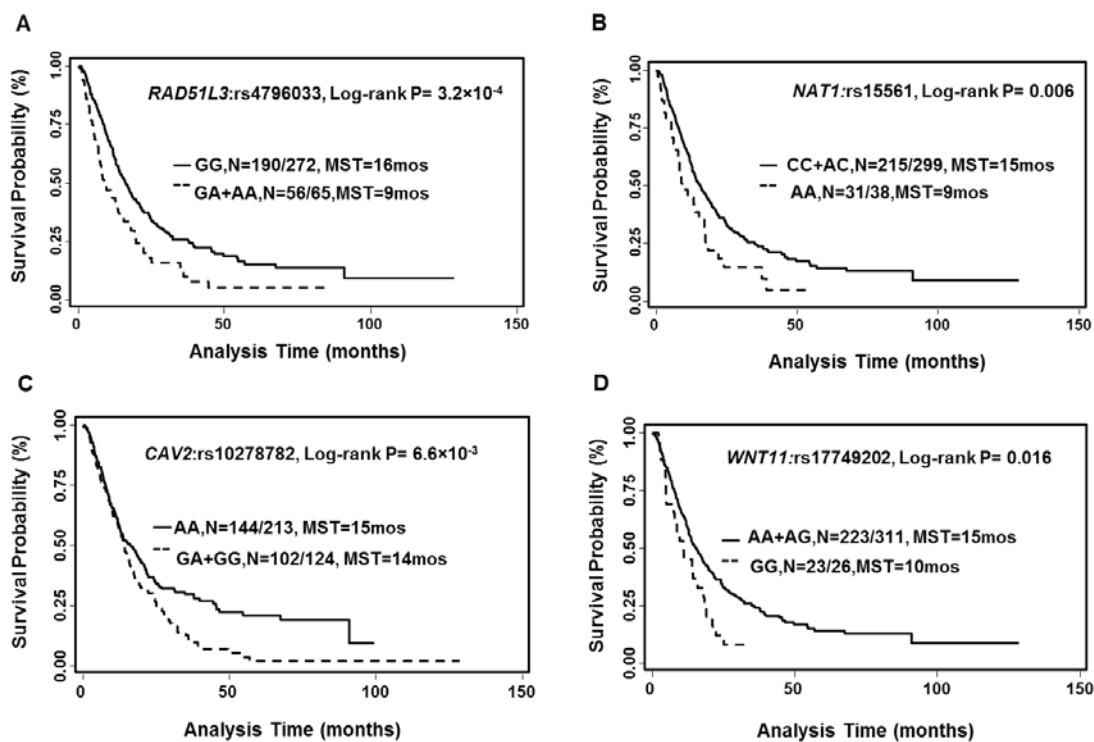 A
Survival Probability (%)
1.00
0.75
0.50
0.25
0.00
RAD51L3:rs4796033, Log-rank P= 3.2×10⁻⁴
GG,N=190/272, MST=16mos
GA+AA,N=56/65,MST=9mos
0 50 100 150
Analysis Time (months)
B
Survival Probability (%)
1.00
0.75
0.50
0.25
0.00
NAT1:rs15561, Log-rank P= 0.006
CC+AC,N=215/299, MST=15mos
AA,N=31/38,MST=9mos
0 50 100 150
Analysis Time (months)
C
Survival Probability (%)
1.00
0.75
0.50
0.25
0.00
CAV2:rs10278782, Log-rank P= 6.6×10⁻³
AA,N=144/213, MST=15mos
GA+GG,N=102/124, MST=14mos
0 50 100 150
Analysis Time (months)
D
Survival Probability (%)
1.00
0.75
0.50
0.25
0.00
WNT11:rs17749202, Log-rank P= 0.016
AA+AG,N=223/311, MST=15mos
GG,N=23/26,MST=10mos
0 50 100 150
Analysis Time (months)